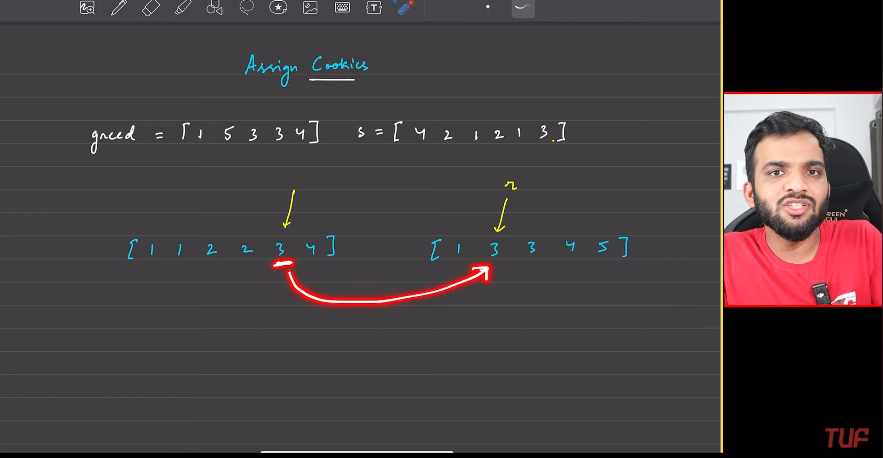 Assign Cookies
greed = [ 1 5 3 3 4 ] s = [ 4 2 1 2 1 3 ]
r
[ 1 1 2 2 3 4 ] [ 1 3 3 4 5 ]
TUF